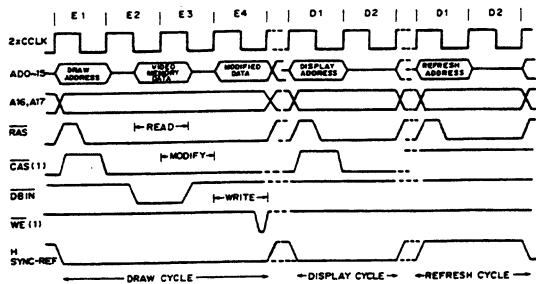 E1 E2 E3 E4 D1 D2 D1 D2
2xCCLK
AD0-15 DRAW ADDRESS VIDEO MEMORY DATA MODIFIED DATA DISPLAY ADDRESS REFRESH ADDRESS
A16,A17
RAS READ
CAS(1) MODIFY
DBIN WRITE
WE(1)
H SYNC-REF
DRAW CYCLE DISPLAY CYCLE REFRESH CYCLE